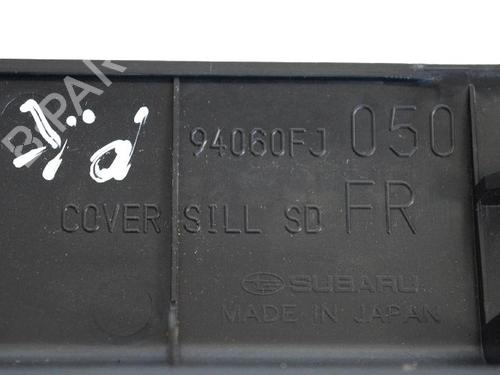 94060FJ 050
COVER SILL SD FR
SUBARU
MADE IN JAPAN